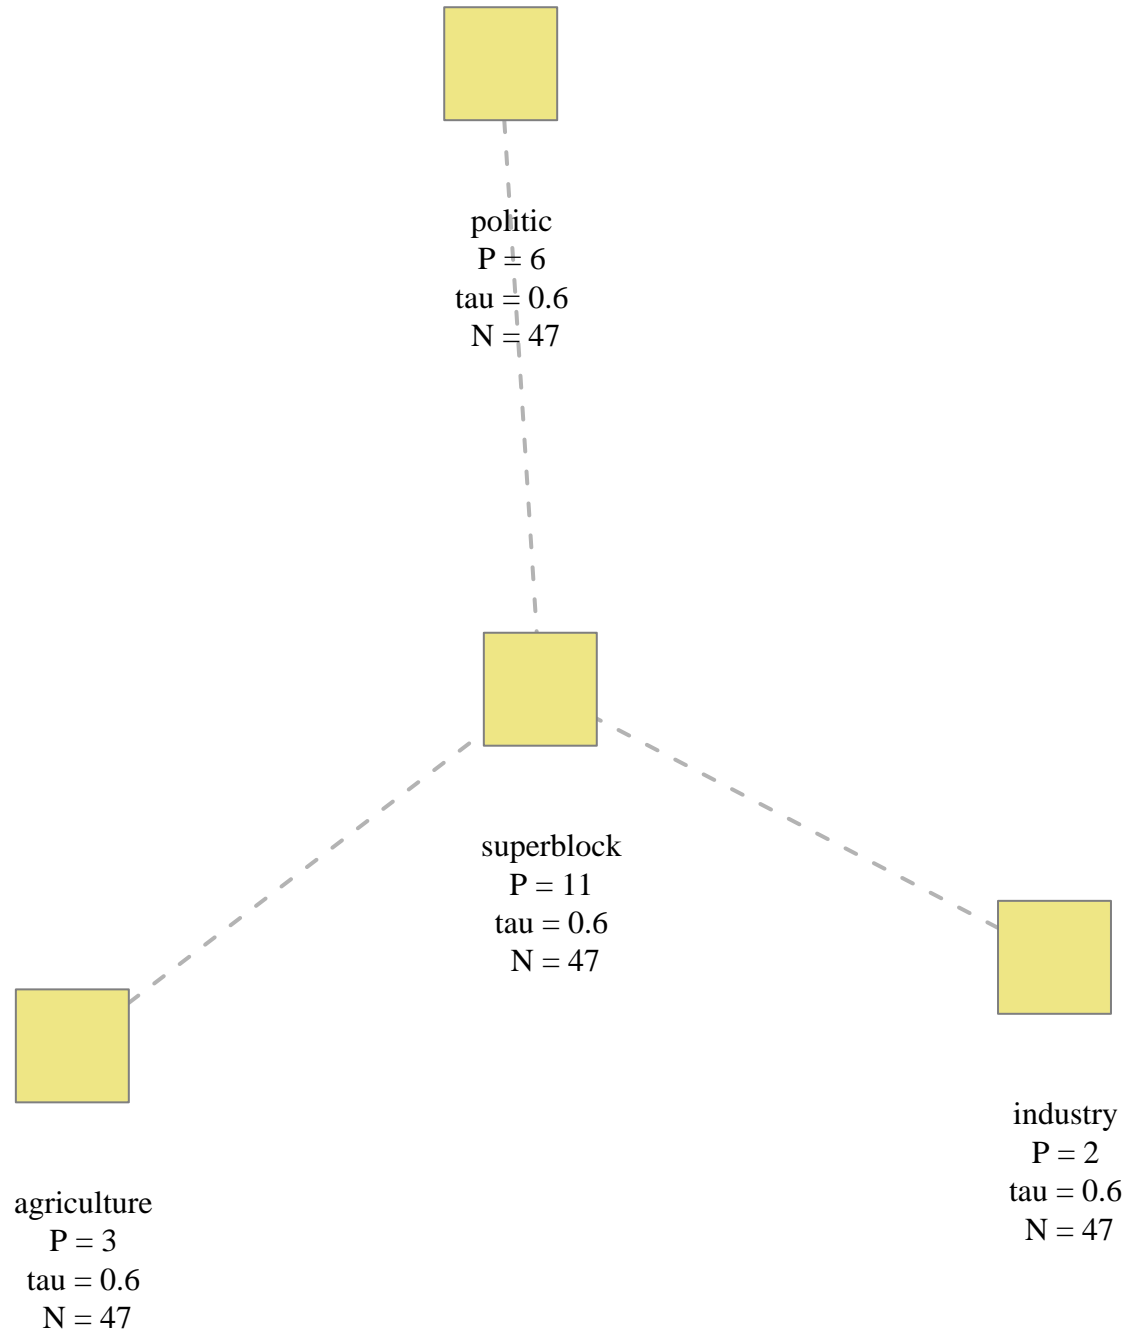 politic
P = 6
tau = 0.6
N = 47
superblock
P = 11
tau = 0.6
N = 47
industry
P = 2
tau = 0.6
N = 47
agriculture
P = 3
tau = 0.6
N = 47